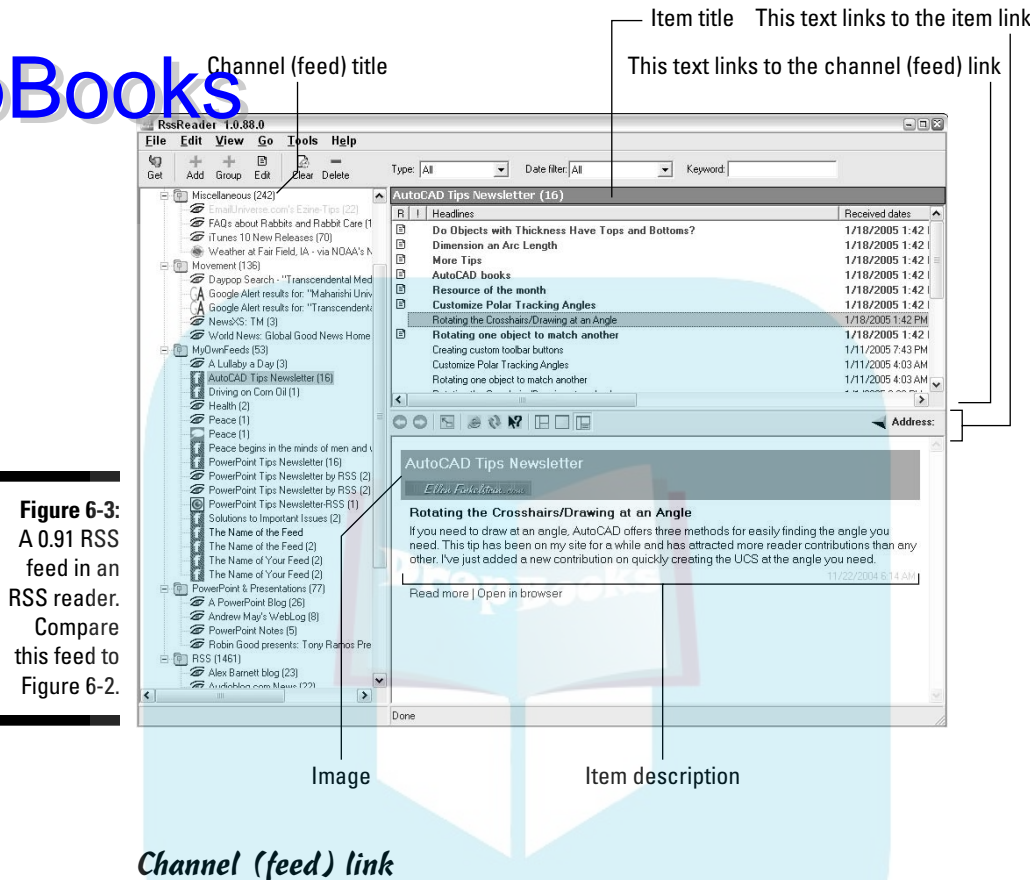 Item title This text links to the item link
Channel (feed) title
This text links to the channel (feed) link
pBooks
RssReader 1.0.88.0
File Edit View Go Tools Help
Get Add Group Edit Clear Delete
Type: All Date filter: All Keyword:
Miscellaneous (242)
EmailUniverse.com's Ezine-Tips (22)
FAQs about Rabbits and Rabbit Care (1
iTunes 10 New Releases (70)
Weather at Fair Field, IA - via NOAA's N
Movement (136)
Daypop Search - "Transcendental Med
Google Alert results for: "Maharishi Univ
Google Alert results for: "Transcendenta
NewsXS: TM (3)
World News: Global Good News Home
MyOwnFeeds (53)
A Lullaby a Day (3)
AutoCAD Tips Newsletter (16)
Driving on Corn Oil (1)
Health (2)
Peace (1)
Peace (1)
Peace begins in the minds of men and
PowerPoint Tips Newsletter (16)
PowerPoint Tips Newsletter by RSS (2)
PowerPoint Tips Newsletter by RSS (2)
PowerPoint Tips Newsletter-RSS (1)
Solutions to Important Issues (2)
The Name of the Feed
The Name of the Feed (2)
The Name of Your Feed (2)
The Name of Your Feed (2)
PowerPoint & Presentations (77)
A PowerPoint Blog (26)
Andrew May's WebLog (8)
PowerPoint Notes (5)
Robin Good presents: Tony Ramos Pre
RSS (1461)
Alex Barnett blog (23)
Audioblog.com News (22)
AutoCAD Tips Newsletter (16)
R ! Headlines Received dates
Do Objects with Thickness Have Tops and Bottoms? 1/18/2005 1:42
Dimension an Arc Length 1/18/2005 1:42
More Tips 1/18/2005 1:42
AutoCAD books 1/18/2005 1:42
Resource of the month 1/18/2005 1:42
Customize Polar Tracking Angles 1/18/2005 1:42
Rotating the Crosshairs/Drawing at an Angle 1/18/2005 1:42 PM
Rotating one object to match another 1/18/2005 1:42
Creating custom toolbar buttons 1/11/2005 7:43 PM
Customize Polar Tracking Angles 1/11/2005 4:03 AM
Rotating one object to match another 1/11/2005 4:03 AM
Address:
AutoCAD Tips Newsletter
Ellen Finkelstein.com
Rotating the Crosshairs/Drawing at an Angle
If you need to draw at an angle, AutoCAD offers three methods for easily finding the angle you
need. This tip has been on my site for a while and has attracted more reader contributions than any
other. I've just added a new contribution on quickly creating the UCS at the angle you need.
11/22/2004 6:14 AM
Read more | Open in browser
DropBooks
Done
Figure 6-3:
A 0.91 RSS
feed in an
RSS reader.
Compare
this feed to
Figure 6-2.
Image
Item description
Channel (feed) link